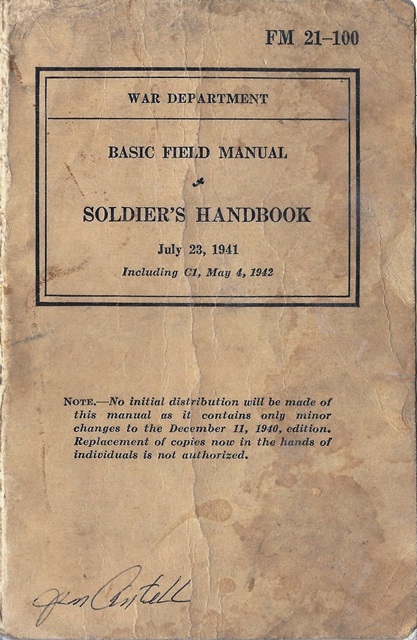 FM 21–100
WAR DEPARTMENT
BASIC FIELD MANUAL
SOLDIER'S HANDBOOK
July 23, 1941
Including C1, May 4, 1942
NOTE.—No initial distribution will be made of
this manual as it contains only minor
changes to the December 11, 1940, edition.
Replacement of copies now in the hands of
individuals is not authorized.